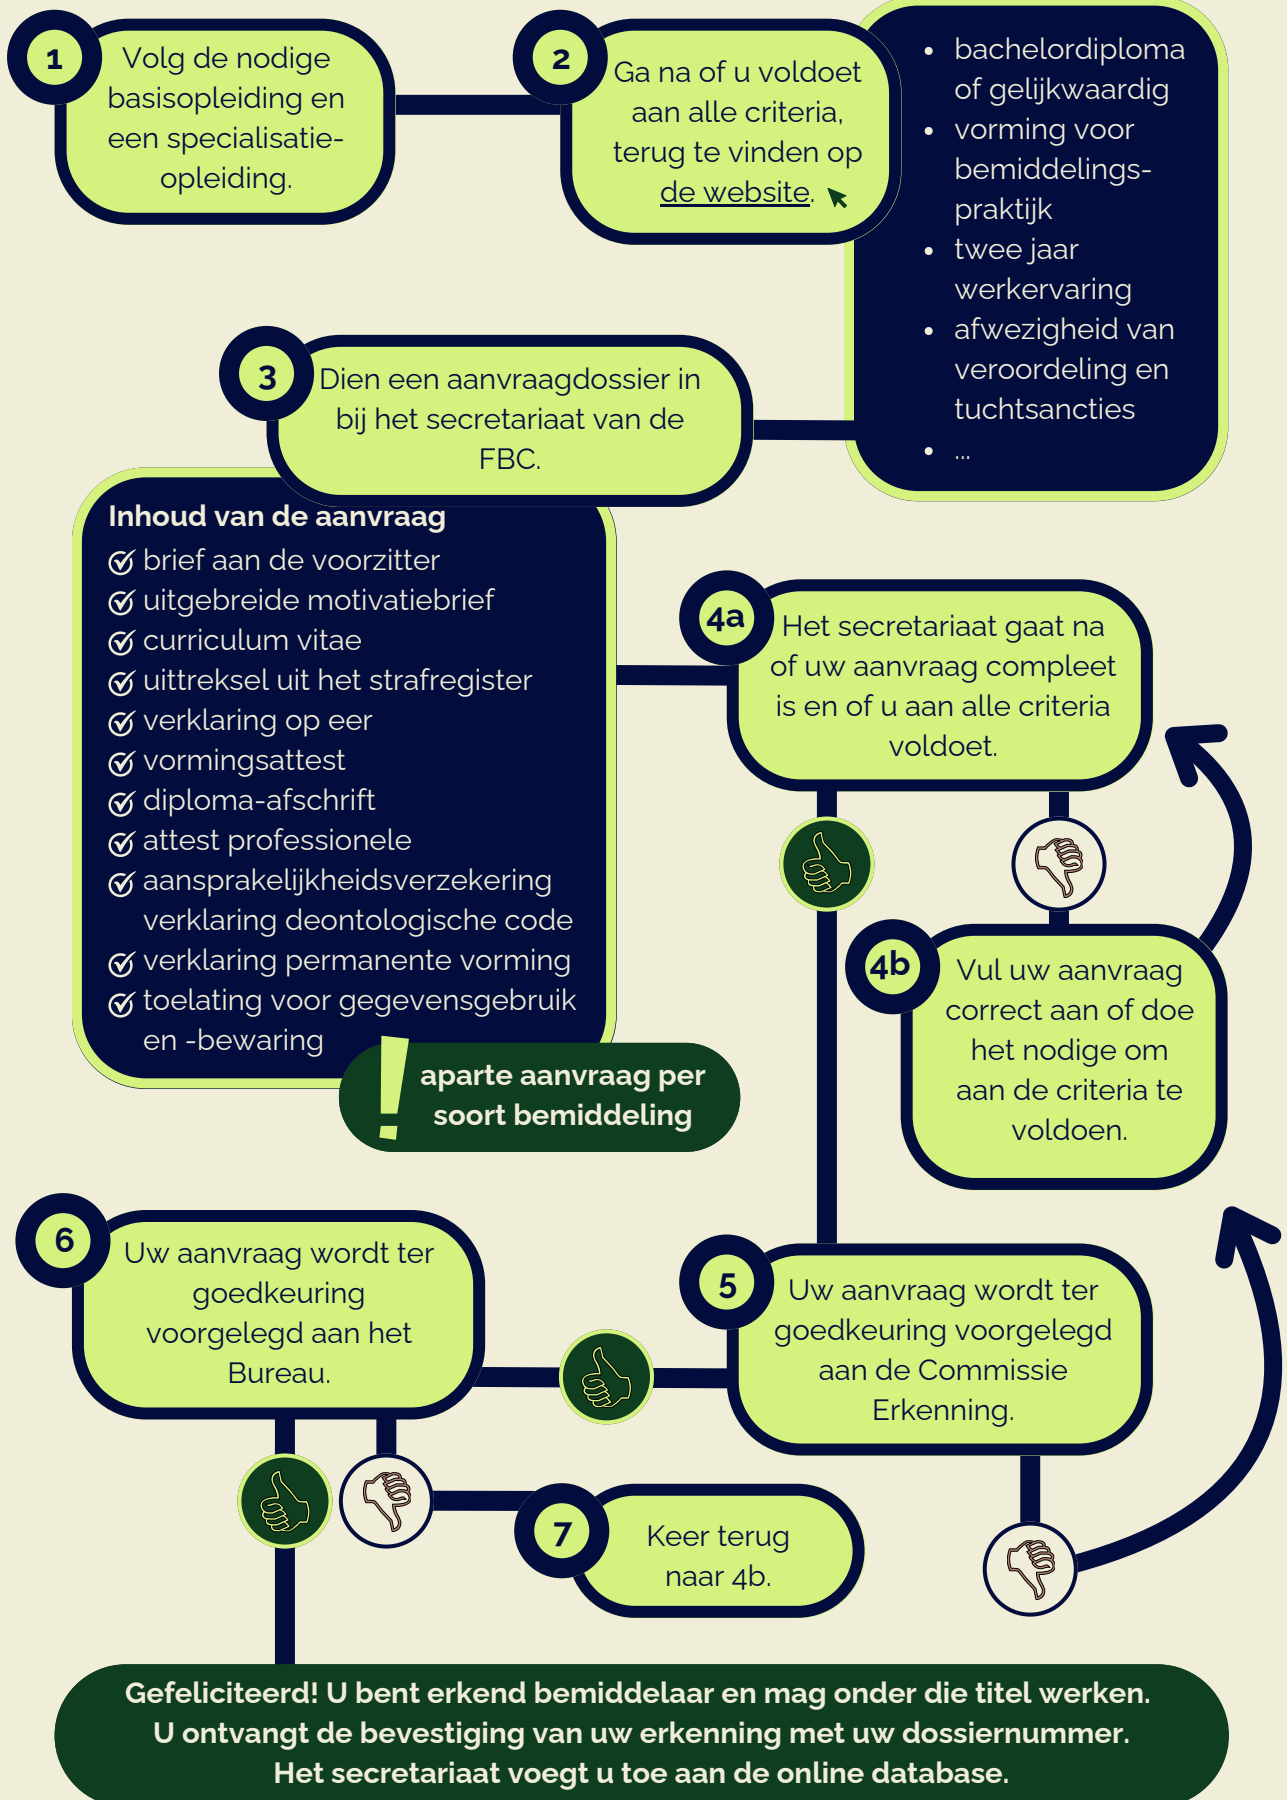 1
Volg de nodige
basisopleiding en
een specialisatie-
opleiding.
2
Ga na of u voldoet
aan alle criteria,
terug te vinden op
de website.
• bachelordiploma
of gelijkwaardig
• vorming voor
bemiddelings-
praktijk
• twee jaar
werkervaring
• afwezigheid van
veroordeling en
tuchtsancties
• ...
3
Dien een aanvraagdossier in
bij het secretariaat van de
FBC.
Inhoud van de aanvraag
brief aan de voorzitter
uitgebreide motivatiebrief
curriculum vitae
uittreksel uit het strafregister
verklaring op eer
vormingsattest
diploma-afschrift
attest professionele
aansprakelijkheidsverzekering
verklaring deontologische code
verklaring permanente vorming
toelating voor gegevensgebruik
en -bewaring
!
aparte aanvraag per
soort bemiddeling
4a
Het secretariaat gaat na
of uw aanvraag compleet
is en of u aan alle criteria
voldoet.
4b
Vul uw aanvraag
correct aan of doe
het nodige om
aan de criteria te
voldoen.
5
Uw aanvraag wordt ter
goedkeuring voorgelegd
aan de Commissie
Erkenning.
6
Uw aanvraag wordt ter
goedkeuring
voorgelegd aan het
Bureau.
7
Keer terug
naar 4b.
Gefeliciteerd! U bent erkend bemiddelaar en mag onder die titel werken.
U ontvangt de bevestiging van uw erkenning met uw dossiernummer.
Het secretariaat voegt u toe aan de online database.